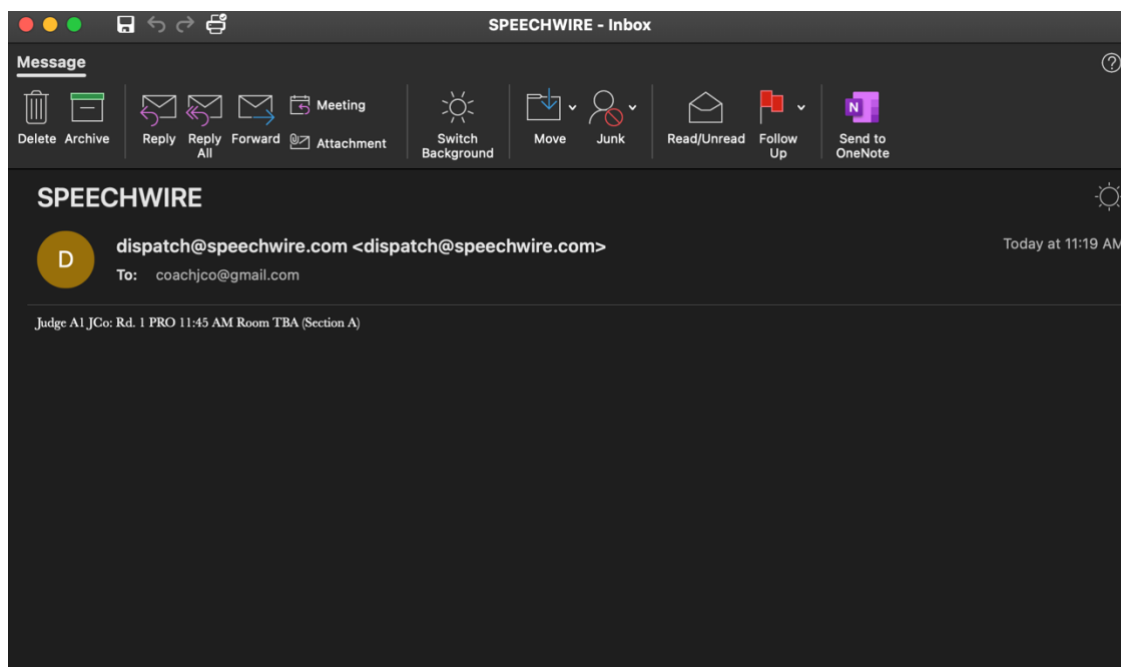 SPEECHWIRE - Inbox
Message
Delete Archive Reply Reply All Forward Meeting Attachment Switch Background Move Junk Read/Unread Follow Up Send to OneNote
SPEECHWIRE
D
dispatch@speechwire.com <dispatch@speechwire.com>
Today at 11:19 AM
To: coachjco@gmail.com
Judge A1 JCo: Rd. 1 PRO 11:45 AM Room TBA (Section A)